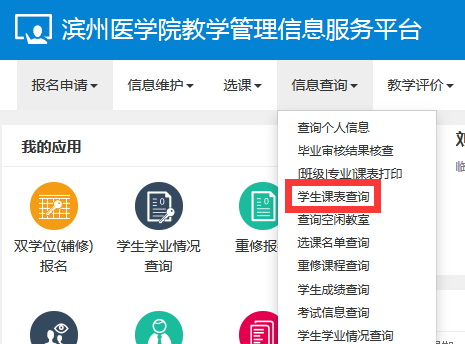 滨州医学院教学管理信息服务平台
报名申请 信息维护 选课 信息查询 教学评价
查询个人信息
毕业审核结果核查
[班级|专业]课表打印
学生课表查询
查询空闲教室
选课名单查询
重修课程查询
学生成绩查询
考试信息查询
学生学业情况查询
我的应用
双学位(辅修)
报名
学生学业情况
查询
重修报
临